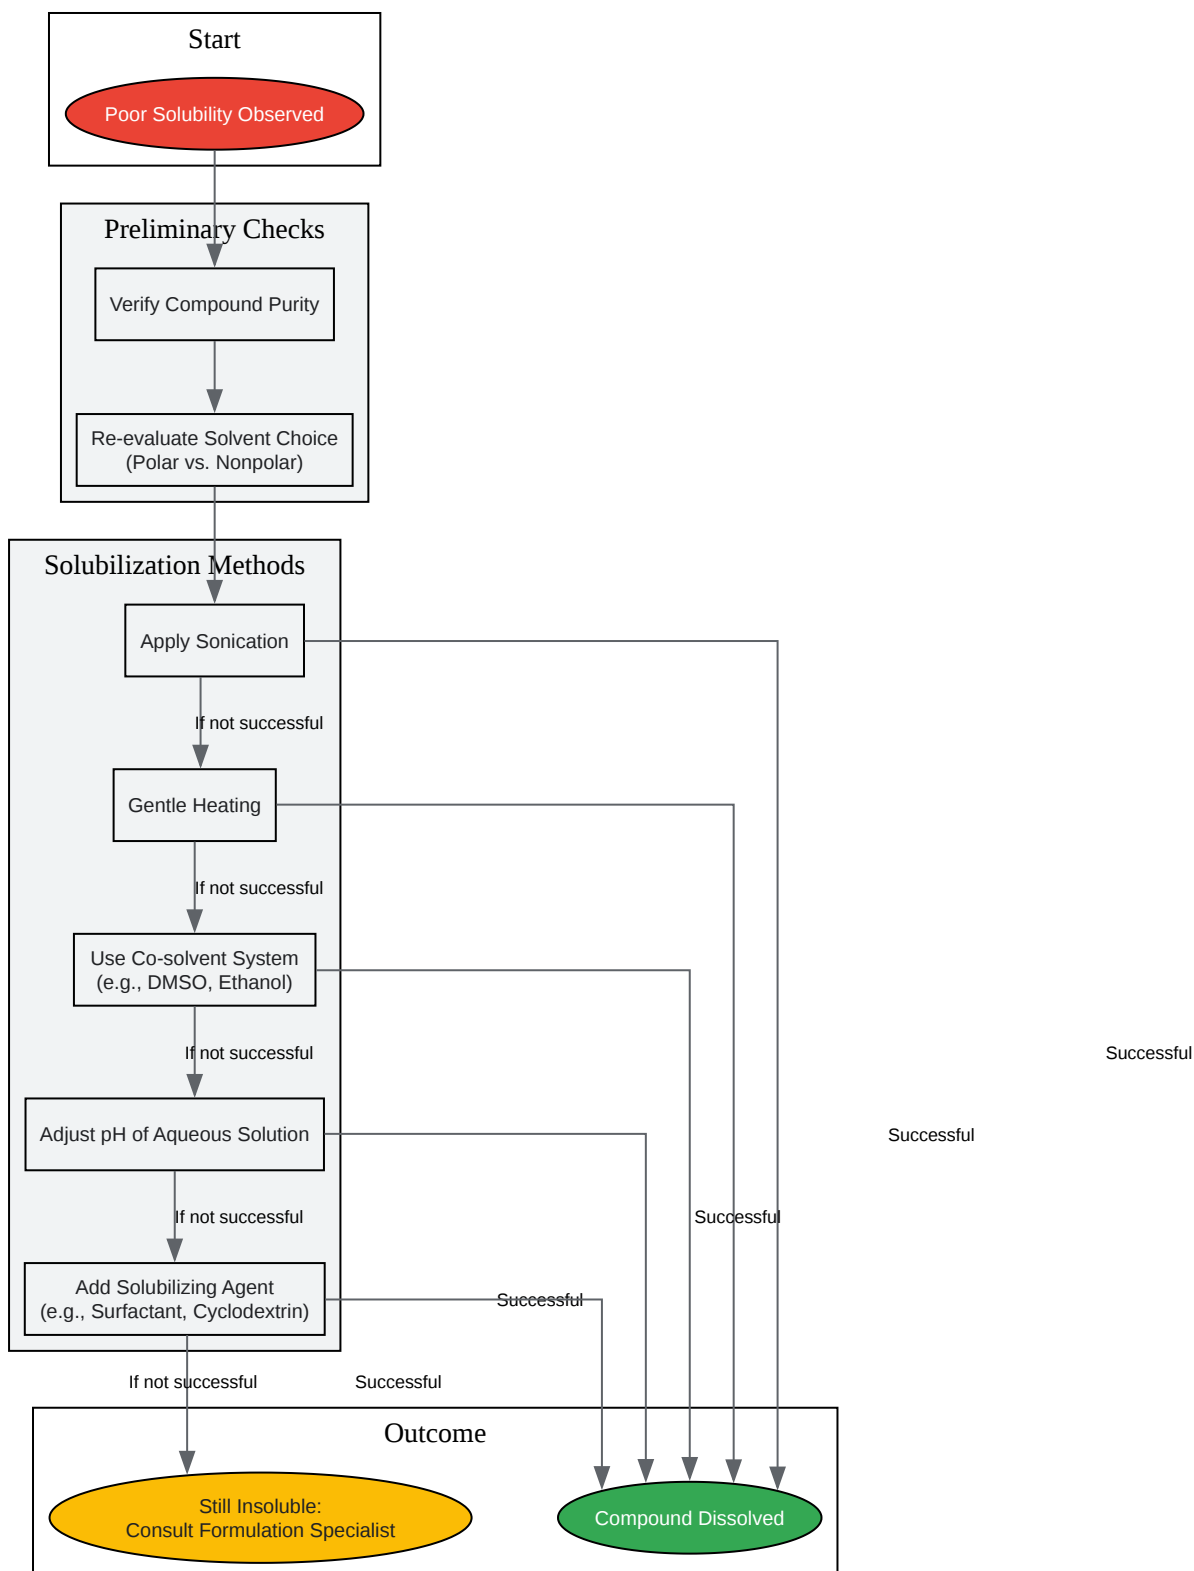 Start
Poor Solubility Observed
Preliminary Checks
Verify Compound Purity
Re-evaluate Solvent Choice
(Polar vs. Nonpolar)
Solubilization Methods
Apply Sonication
If not successful
Gentle Heating
If not successful
Use Co-solvent System
(e.g., DMSO, Ethanol)
If not successful
Successful
Adjust pH of Aqueous Solution
Successful
If not successful
Successful
Add Solubilizing Agent
(e.g., Surfactant, Cyclodextrin)
Successful
If not successful
Successful
Outcome
Still Insoluble:
Consult Formulation Specialist
Compound Dissolved